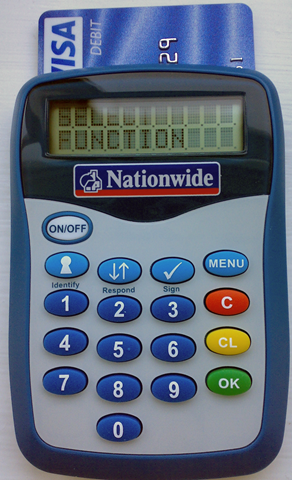 VISA
DEBIT
29
FUNCTION
Nationwide
ON/OFF
MENU
Identify Respond Sign
1 2 3 C
4 5 6 CL
7 8 9 OK
0